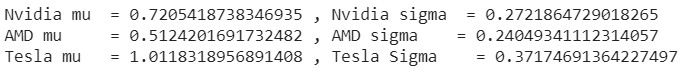 Nvidia mu  = 0.7205418738346935 , Nvidia sigma  = 0.2721864729018265
AMD mu     = 0.5124201691732482 , AMD sigma    = 0.24049341112314057
Tesla mu   = 1.0118318956891408 , Tesla Sigma    = 0.37174691364227497